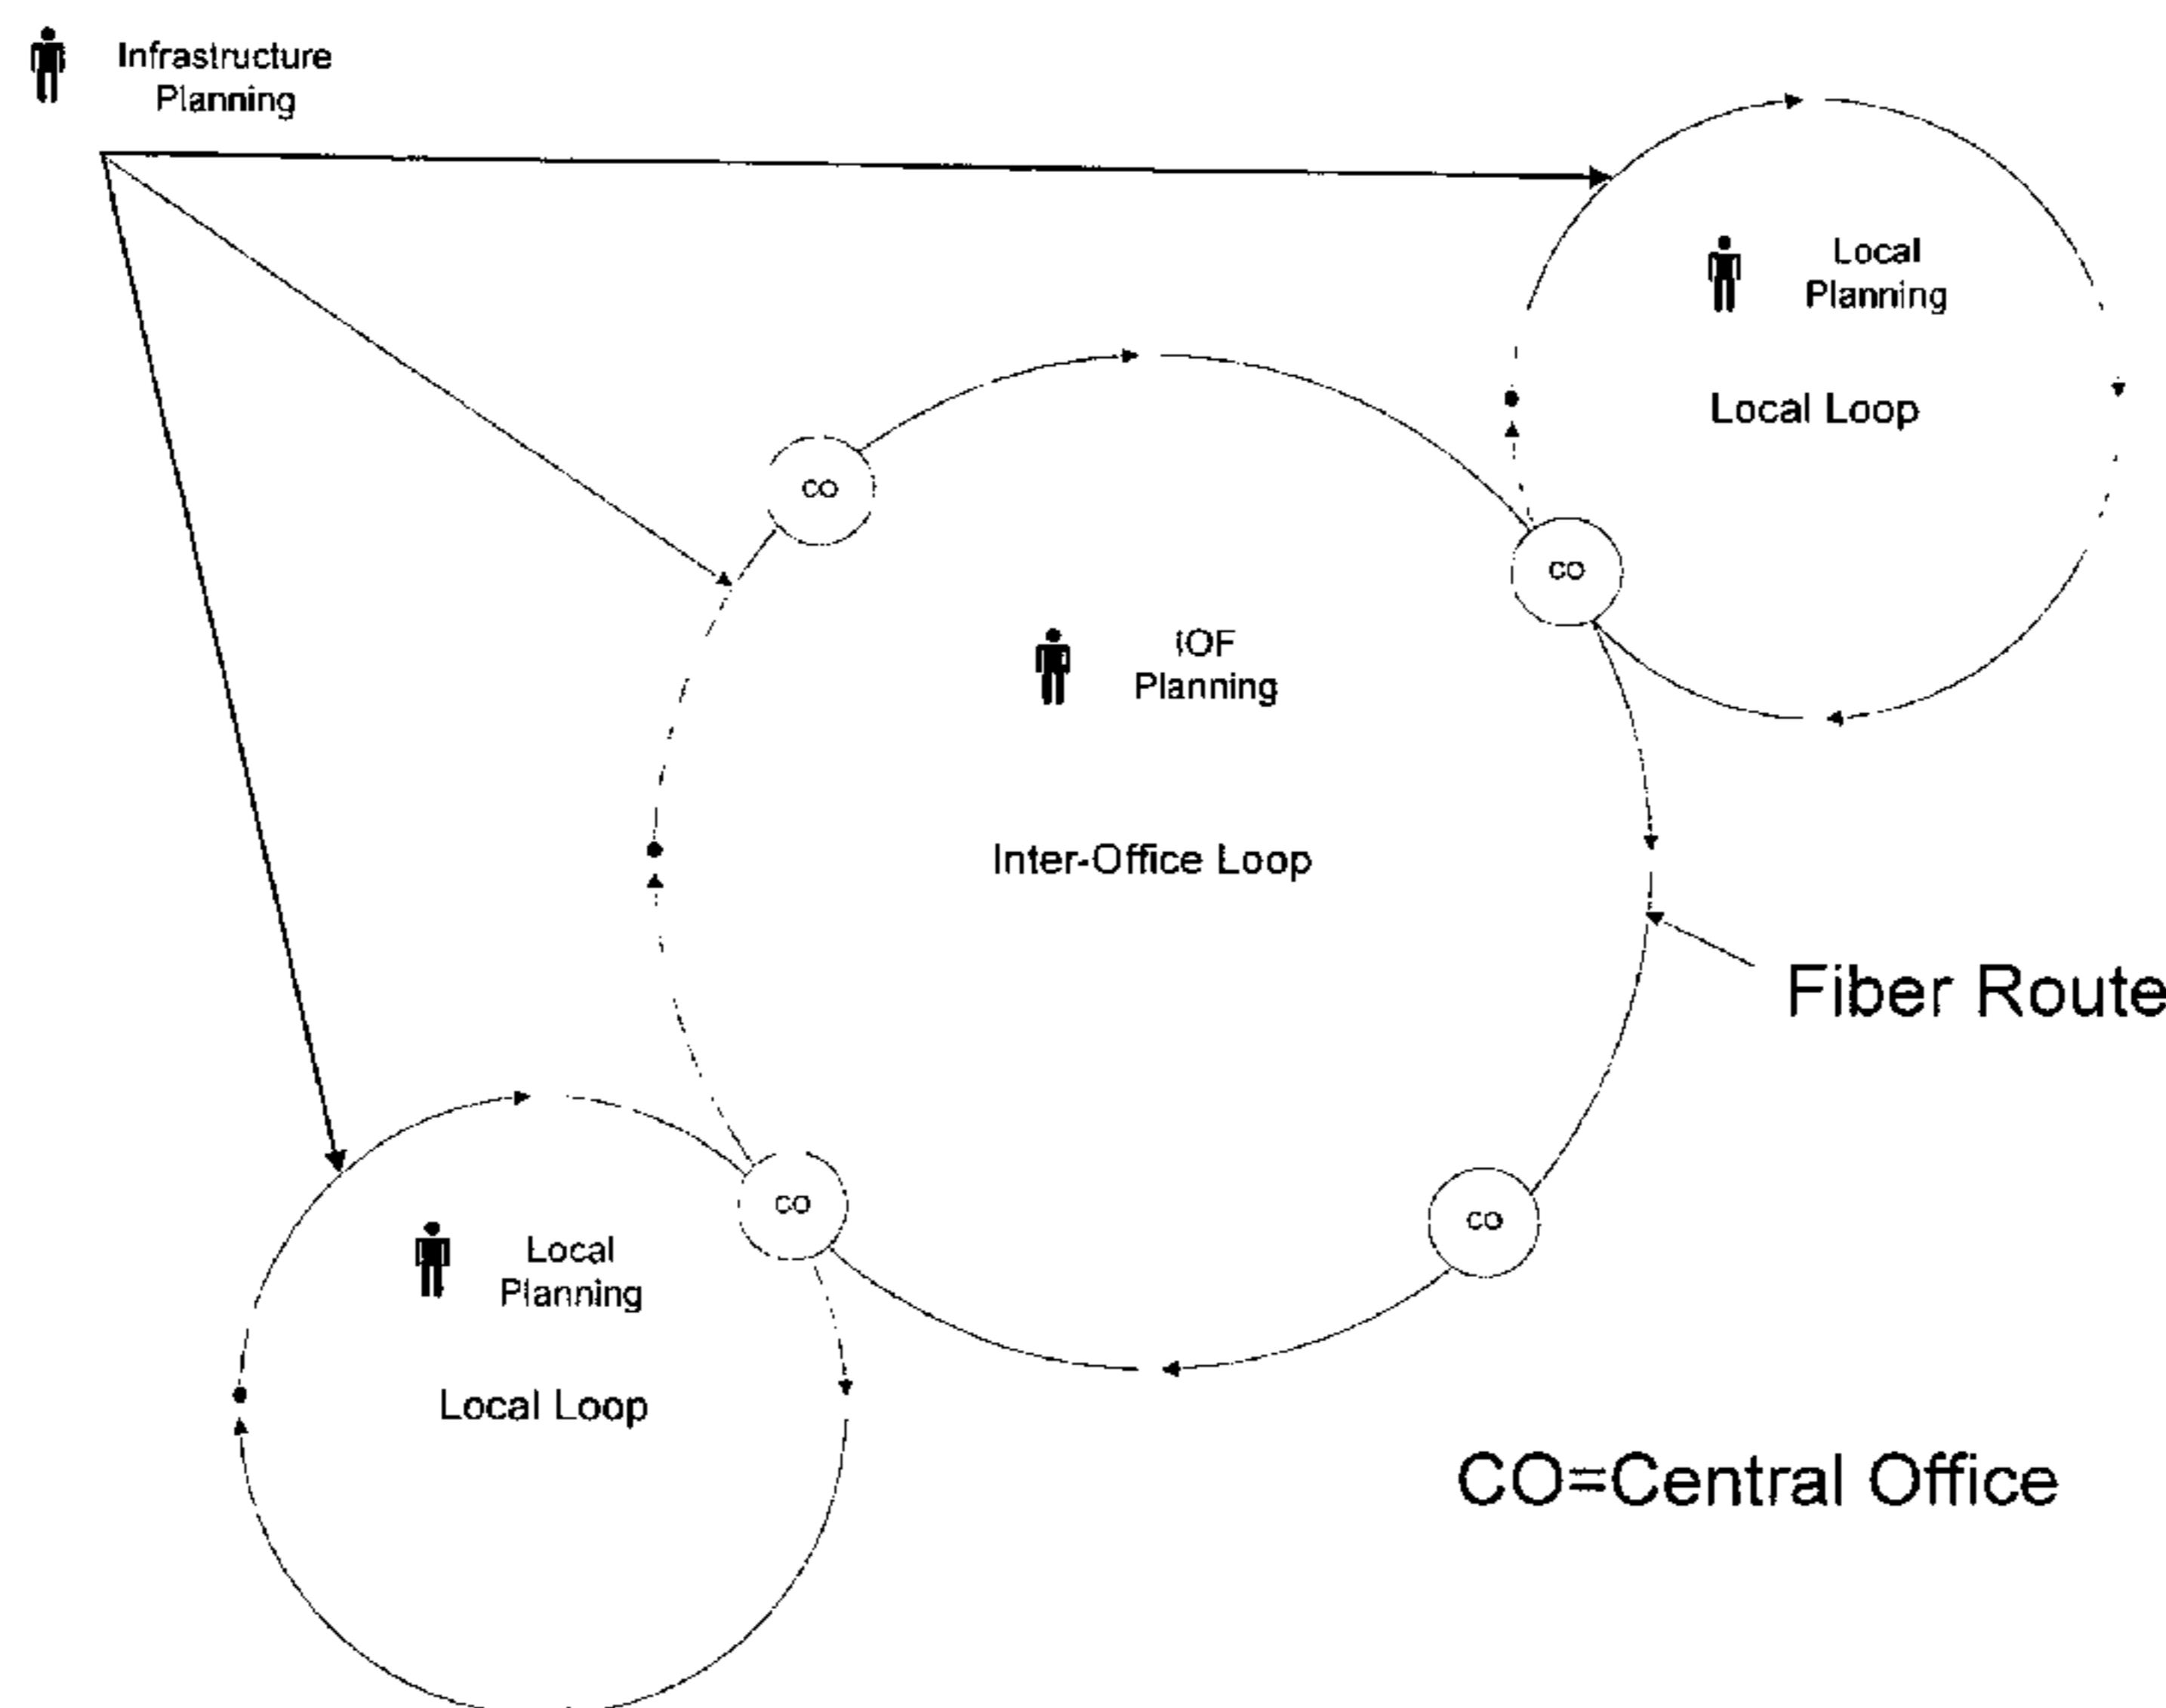 Infrastructure
Planning
Local
Planning
Local Loop
co
co
IOF
Planning
Inter-Office Loop
Fiber Route
co
co
Local
Planning
Local Loop
CO=Central Office